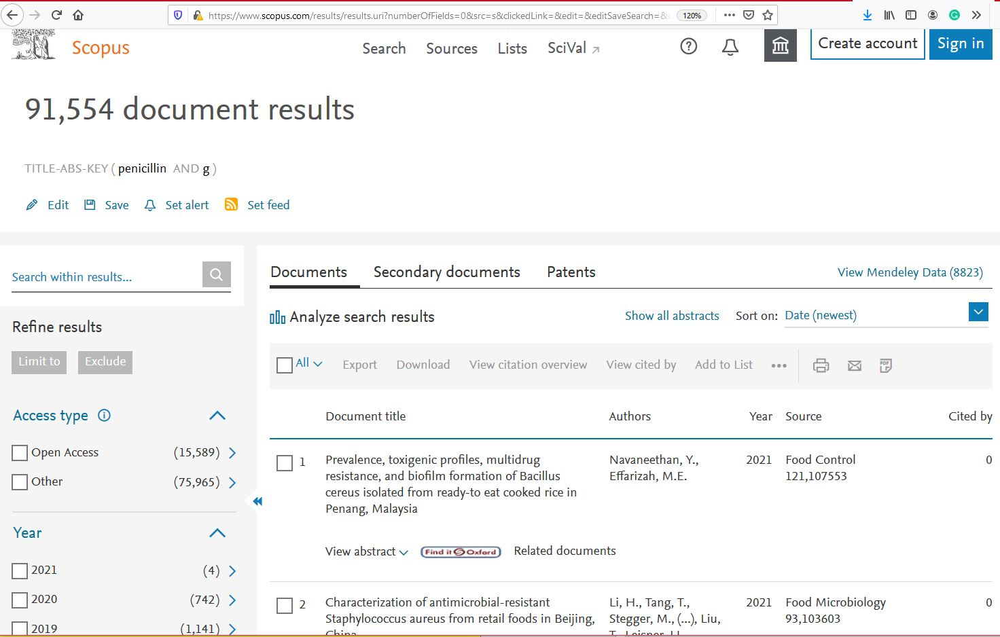 https://www.scopus.com/results/results.uri?numberOfFields=0&src=s&clickedLink=&edit=&editSaveSearch=& 120%
Scopus Search Sources Lists SciVal Create account Sign in
91,554 document results
TITLE-ABS-KEY ( penicillin AND g )
Edit Save Set alert Set feed
Search within results...
Refine results
Limit to Exclude
Access type
Open Access (15,589)
Other (75,965)
Year
2021 (4)
2020 (742)
2019 (1,141)
Documents Secondary documents Patents View Mendeley Data (8823)
Analyze search results Show all abstracts Sort on: Date (newest)
All Export Download View citation overview View cited by Add to List
PDF
Document title Authors Year Source Cited by
1 Prevalence, toxigenic profiles, multidrug Navaneethan, Y., 2021 Food Control 0
resistance, and biofilm formation of Bacillus Effarizah, M.E. 121,107553
cereus isolated from ready-to eat cooked rice in
Penang, Malaysia
View abstract Find it Oxford Related documents
2 Characterization of antimicrobial-resistant Li, H., Tang, T., 2021 Food Microbiology 0
Staphylococcus aureus from retail foods in Beijing, Stegger, M., (...), Liu, 93,103603
China